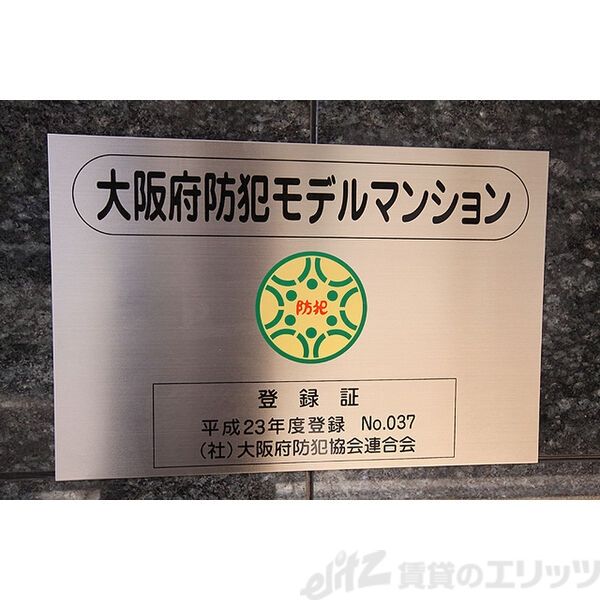 大阪府防犯モデルマンション
防犯
登録証
平成23年度登録 No.037
(社)大阪府防犯協会連合会
elitz 賃貸のエリッツ